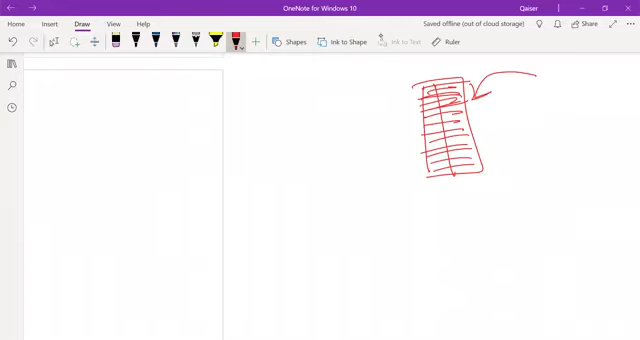 OneNote for Windows 10
Qaiser
Home
Insert
Draw
View
Help
Saved offline (out of cloud storage)
Share
Shapes
Ink to Shape
Ink to Text
Ruler